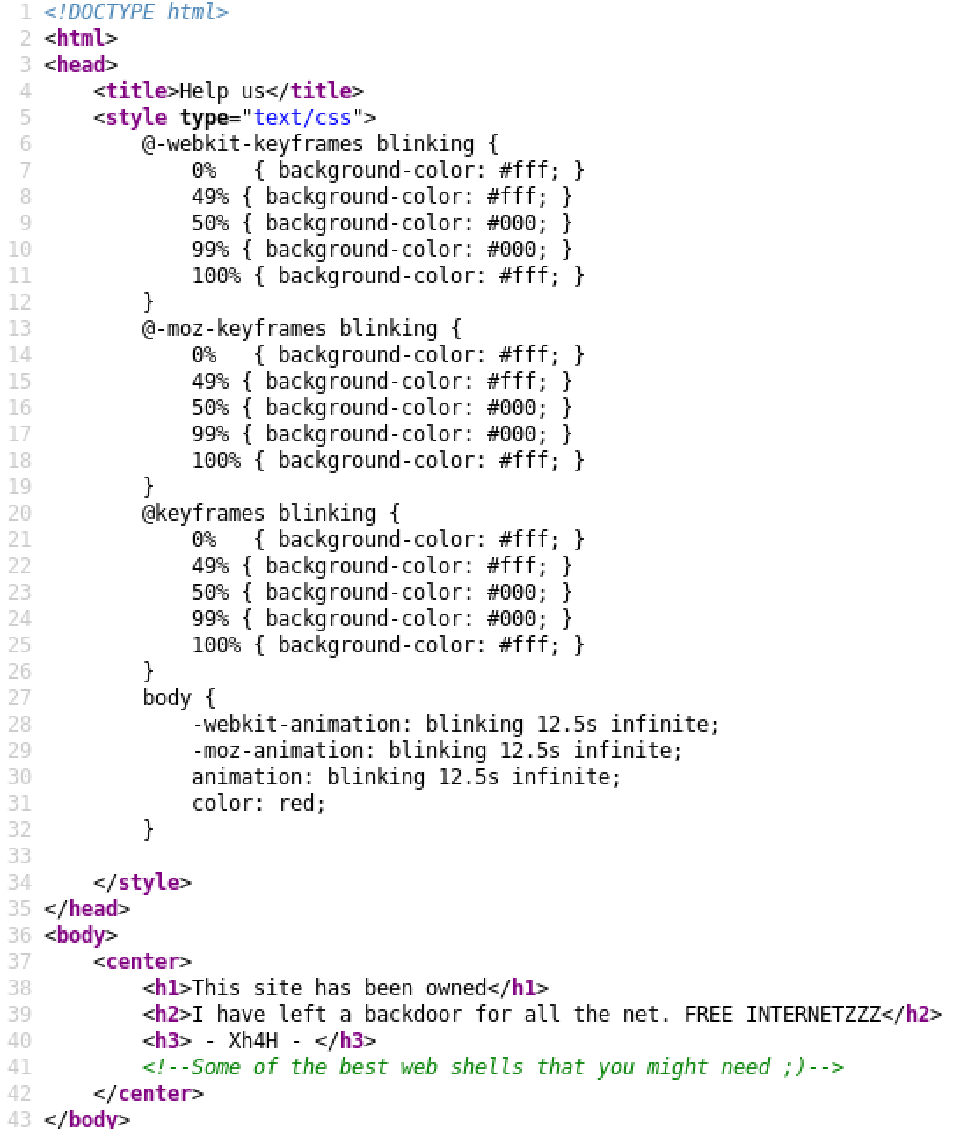 1 <!DOCTYPE html>
2 <html>
3 <head>
4     <title>Help us</title>
5     <style type="text/css">
6         @-webkit-keyframes blinking {
7             0%   { background-color: #fff; }
8             49% { background-color: #fff; }
9             50% { background-color: #000; }
10             99% { background-color: #000; }
11             100% { background-color: #fff; }
12         }
13         @-moz-keyframes blinking {
14             0%   { background-color: #fff; }
15             49% { background-color: #fff; }
16             50% { background-color: #000; }
17             99% { background-color: #000; }
18             100% { background-color: #fff; }
19         }
20         @keyframes blinking {
21             0%   { background-color: #fff; }
22             49% { background-color: #fff; }
23             50% { background-color: #000; }
24             99% { background-color: #000; }
25             100% { background-color: #fff; }
26         }
27         body {
28             -webkit-animation: blinking 12.5s infinite;
29             -moz-animation: blinking 12.5s infinite;
30             animation: blinking 12.5s infinite;
31             color: red;
32         }
33
34     </style>
35 </head>
36 <body>
37     <center>
38         <h1>This site has been owned</h1>
39         <h2>I have left a backdoor for all the net. FREE INTERNETZZZ</h2>
40         <h3> - Xh4H - </h3>
41         <!--Some of the best web shells that you might need ;)-->
42     </center>
43 </body>